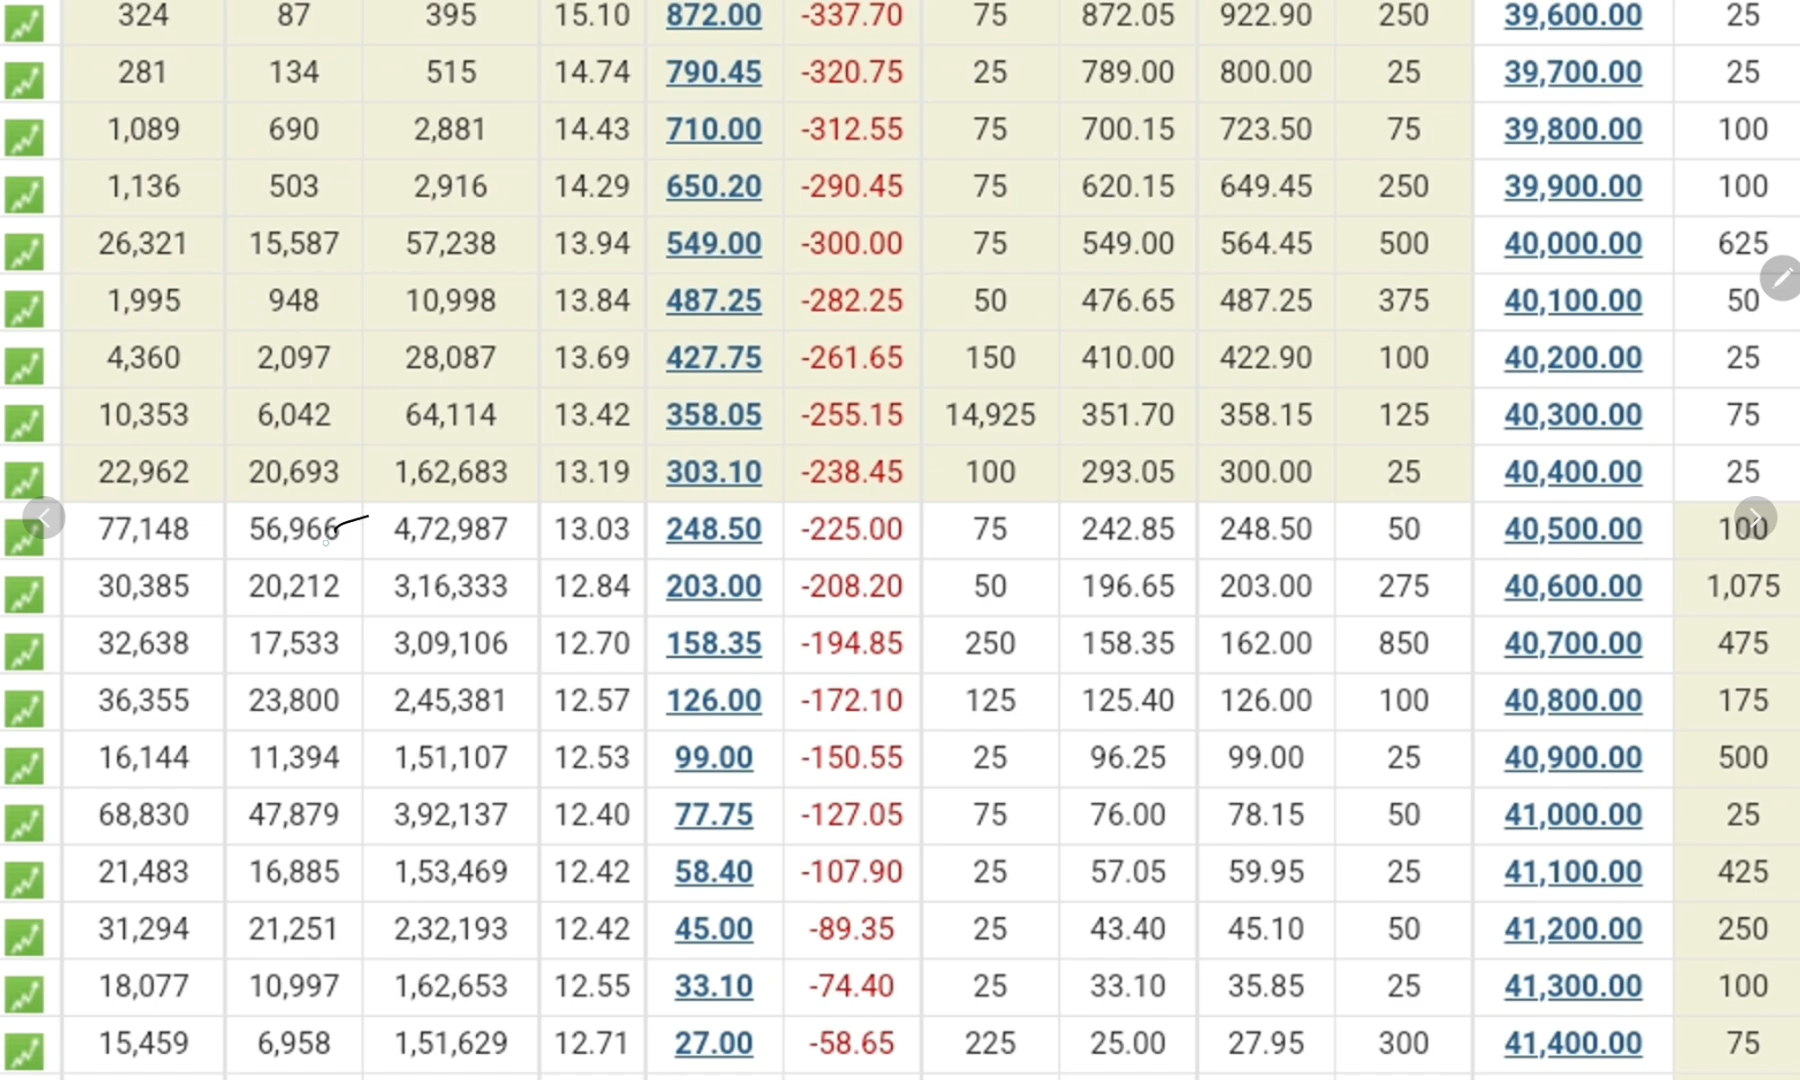 324 87 395 15.10 872.00 -337.70 75 872.05 922.90 250 39,600.00 25
281 134 515 14.74 790.45 -320.75 25 789.00 800.00 25 39,700.00 25
1,089 690 2,881 14.43 710.00 -312.55 75 700.15 723.50 75 39,800.00 100
1,136 503 2,916 14.29 650.20 -290.45 75 620.15 649.45 250 39,900.00 100
26,321 15,587 57,238 13.94 549.00 -300.00 75 549.00 564.45 500 40,000.00 625
1,995 948 10,998 13.84 487.25 -282.25 50 476.65 487.25 375 40,100.00 50
4,360 2,097 28,087 13.69 427.75 -261.65 150 410.00 422.90 100 40,200.00 25
10,353 6,042 64,114 13.42 358.05 -255.15 14,925 351.70 358.15 125 40,300.00 75
22,962 20,693 1,62,683 13.19 303.10 -238.45 100 293.05 300.00 25 40,400.00 25
77,148 56,966 4,72,987 13.03 248.50 -225.00 75 242.85 248.50 50 40,500.00 100
30,385 20,212 3,16,333 12.84 203.00 -208.20 50 196.65 203.00 275 40,600.00 1,075
32,638 17,533 3,09,106 12.70 158.35 -194.85 250 158.35 162.00 850 40,700.00 475
36,355 23,800 2,45,381 12.57 126.00 -172.10 125 125.40 126.00 100 40,800.00 175
16,144 11,394 1,51,107 12.53 99.00 -150.55 25 96.25 99.00 25 40,900.00 500
68,830 47,879 3,92,137 12.40 77.75 -127.05 75 76.00 78.15 50 41,000.00 25
21,483 16,885 1,53,469 12.42 58.40 -107.90 25 57.05 59.95 25 41,100.00 425
31,294 21,251 2,32,193 12.42 45.00 -89.35 25 43.40 45.10 50 41,200.00 250
18,077 10,997 1,62,653 12.55 33.10 -74.40 25 33.10 35.85 25 41,300.00 100
15,459 6,958 1,51,629 12.71 27.00 -58.65 225 25.00 27.95 300 41,400.00 75